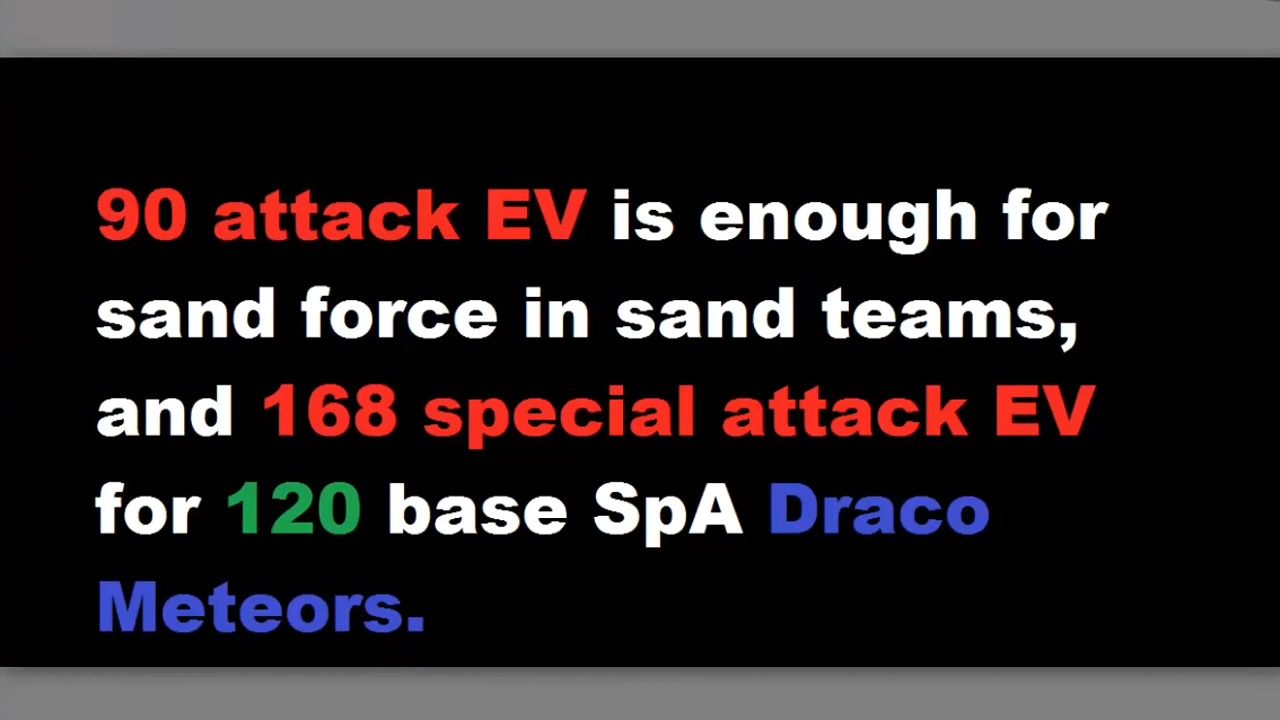 90 attack EV is enough for
sand force in sand teams,
and 168 special attack EV
for 120 base SpA Draco
Meteors.